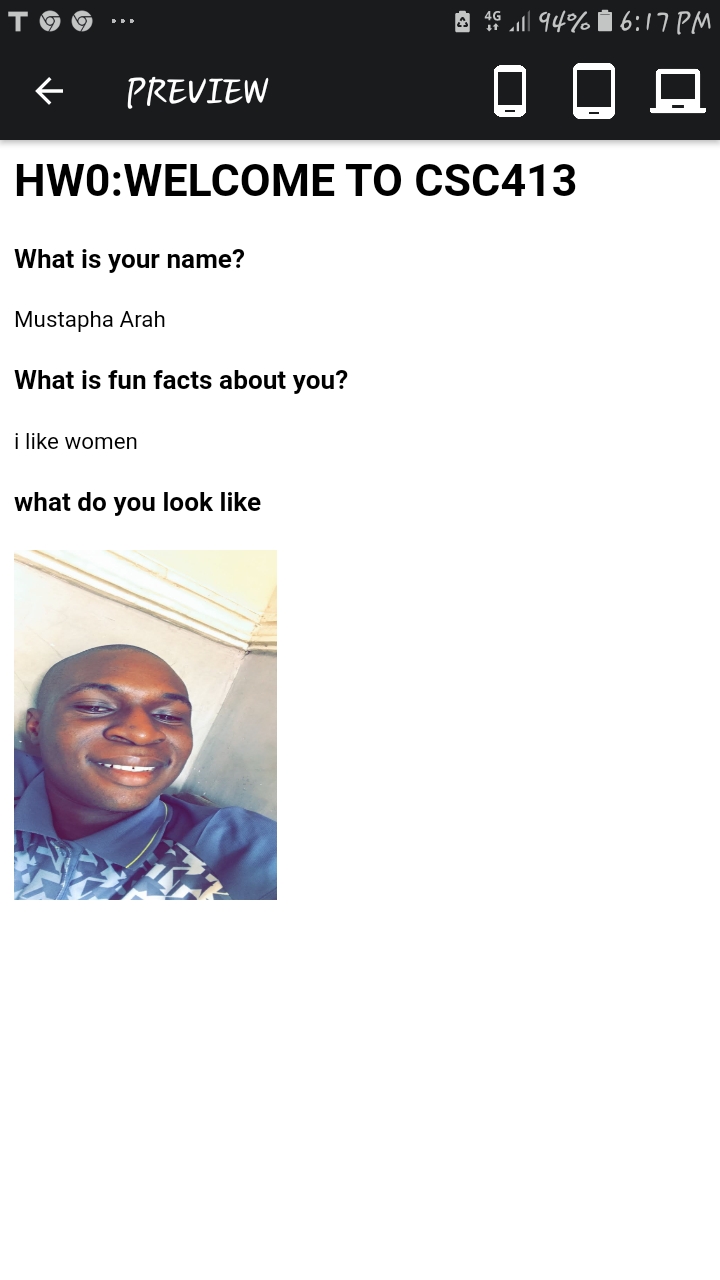 4G 94% 6:17 PM
PREVIEW
HW0:WELCOME TO CSC413
What is your name?
Mustapha Arah
What is fun facts about you?
i like women
what do you look like